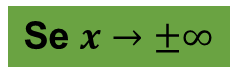 Se x → ±∞